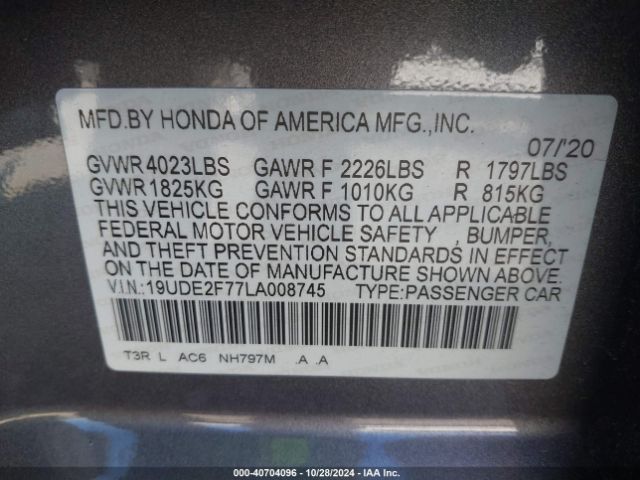 MFD.BY HONDA OF AMERICA MFG.,INC.
07/'20
GVWR 4023LBS GAWR F 2226LBS R 1797LBS
GVWR 1825KG GAWR F 1010KG R 815KG
THIS VEHICLE CONFORMS TO ALL APPLICABLE
FEDERAL MOTOR VEHICLE SAFETY , BUMPER,
AND THEFT PREVENTION STANDARDS IN EFFECT
ON THE DATE OF MANUFACTURE SHOWN ABOVE.
V.I.N.:19UDE2F77LA008745 TYPE:PASSENGER CAR
T3R L AC6 NH797M .A .A
000-40704096 - 10/28/2024 - IAA Inc.